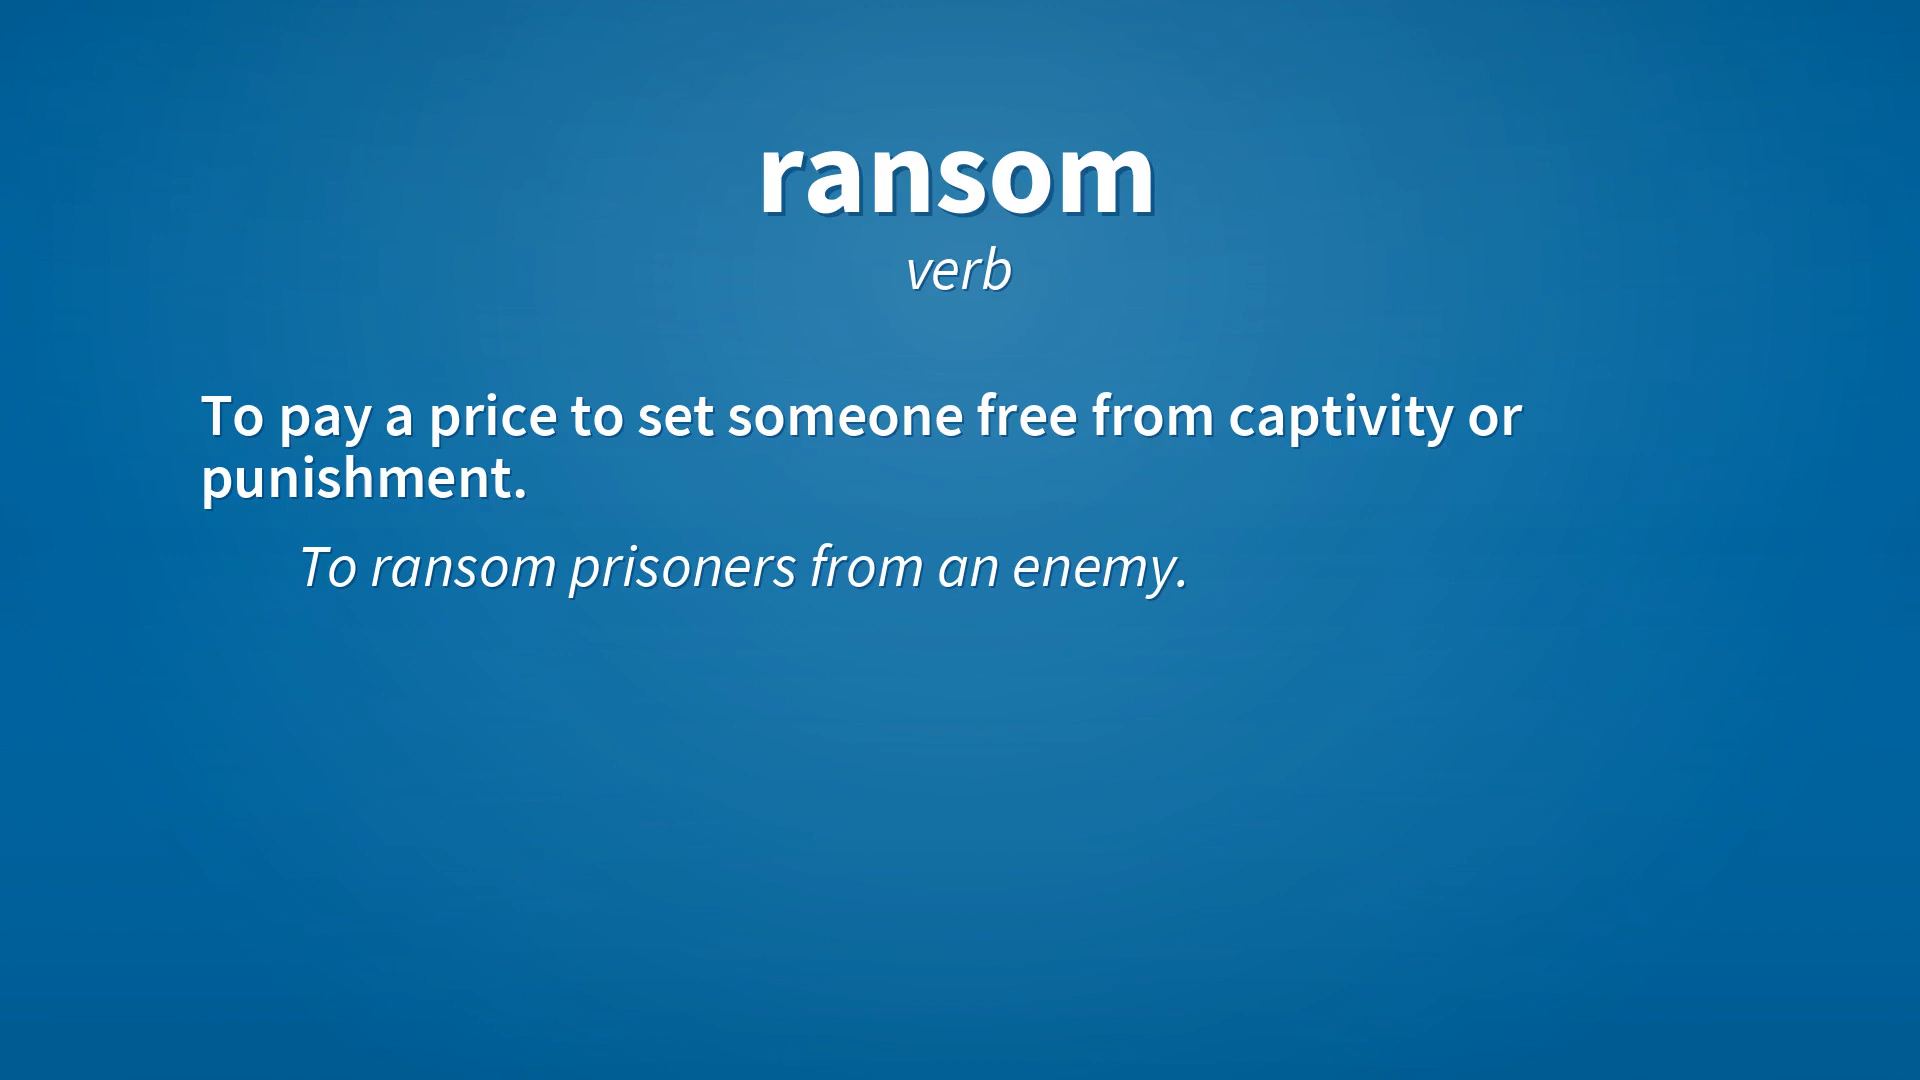 ransom
verb
To pay a price to set someone free from captivity or
punishment.
To ransom prisoners from an enemy.